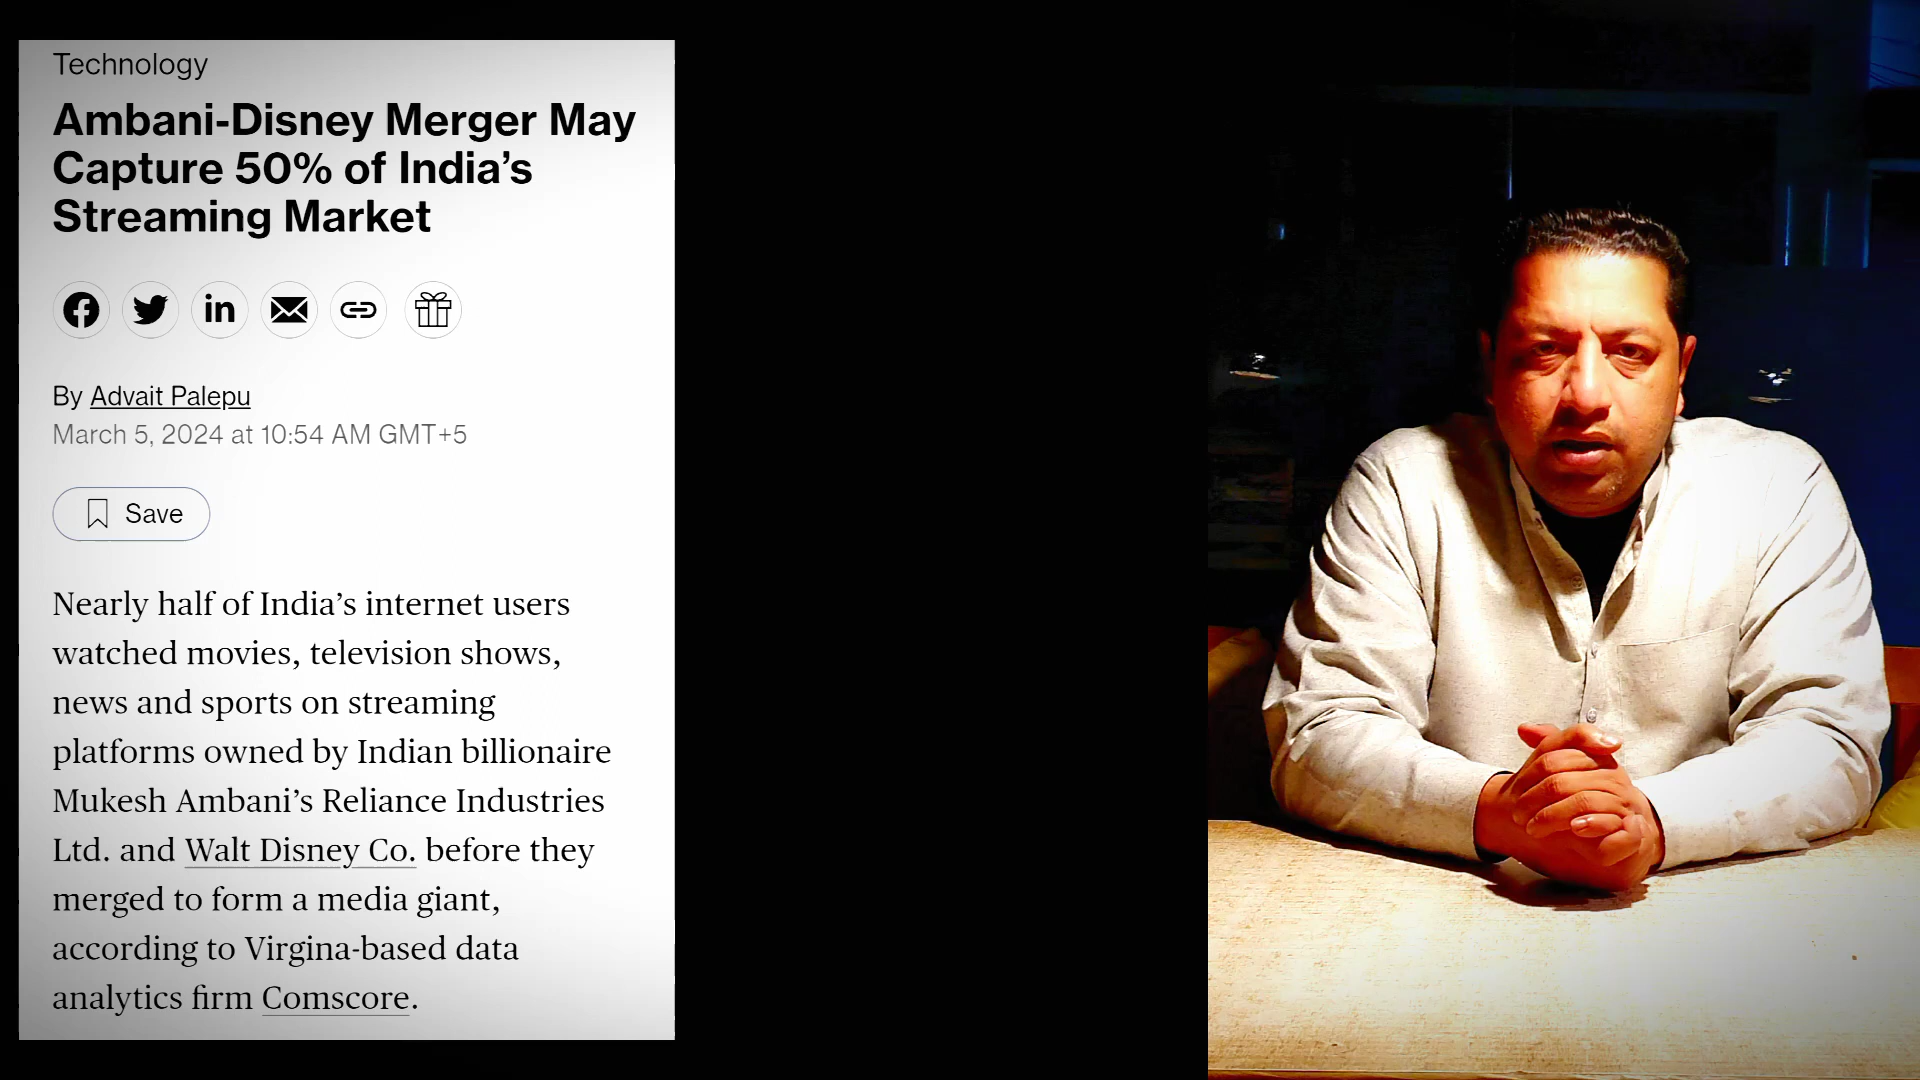 Technology
Ambani-Disney Merger May
Capture 50% of India’s
Streaming Market
By Advait Palepu
March 5, 2024 at 10:54 AM GMT+5
Save
Nearly half of India’s internet users
watched movies, television shows,
news and sports on streaming
platforms owned by Indian billionaire
Mukesh Ambani’s Reliance Industries
Ltd. and Walt Disney Co. before they
merged to form a media giant,
according to Virgina-based data
analytics firm Comscore.